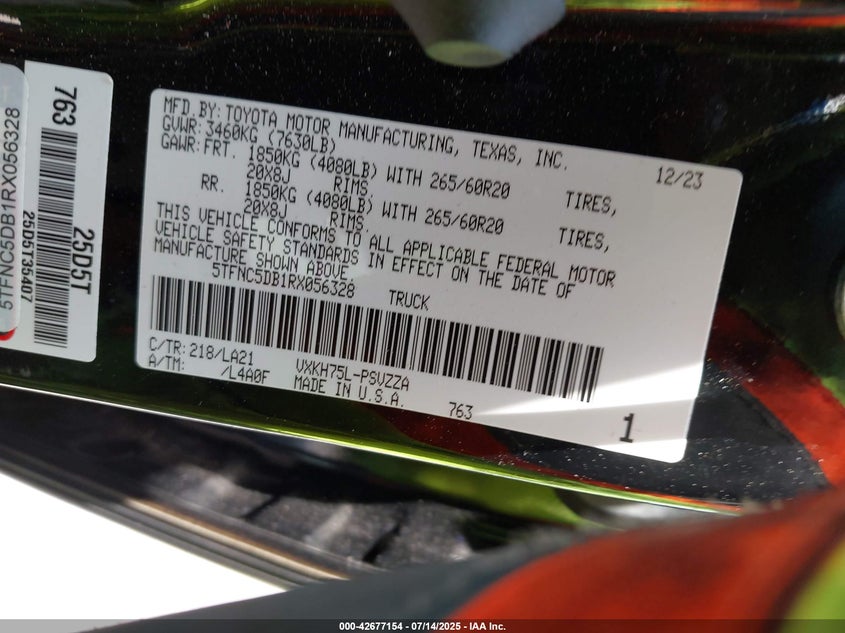 MFD BY: TOYOTA MOTOR MANUFACTURING, TEXAS, INC. 12/23
GVWR: 3460KG (7630LB)
GAWR: FRT. 1850KG (4080LB) WITH 265/60R20 TIRES,
20X8J RIMS.
RR. 1850KG (4080LB) WITH 265/60R20 TIRES,
20X8J RIMS.
THIS VEHICLE CONFORMS TO ALL APPLICABLE FEDERAL MOTOR
VEHICLE SAFETY STANDARDS IN EFFECT ON THE DATE OF
MANUFACTURE SHOWN ABOVE.
5TFNC5DB1RX056328 TRUCK
C/TR: 218/LA21 VXKH75L-PSVZZA
A/TM: /L4A0F MADE IN U.S.A. 763
1
763 25D5T
25D5T35407
5TFNC5DB1RX056328
000-42677154 - 07/14/2025 - IAA Inc.